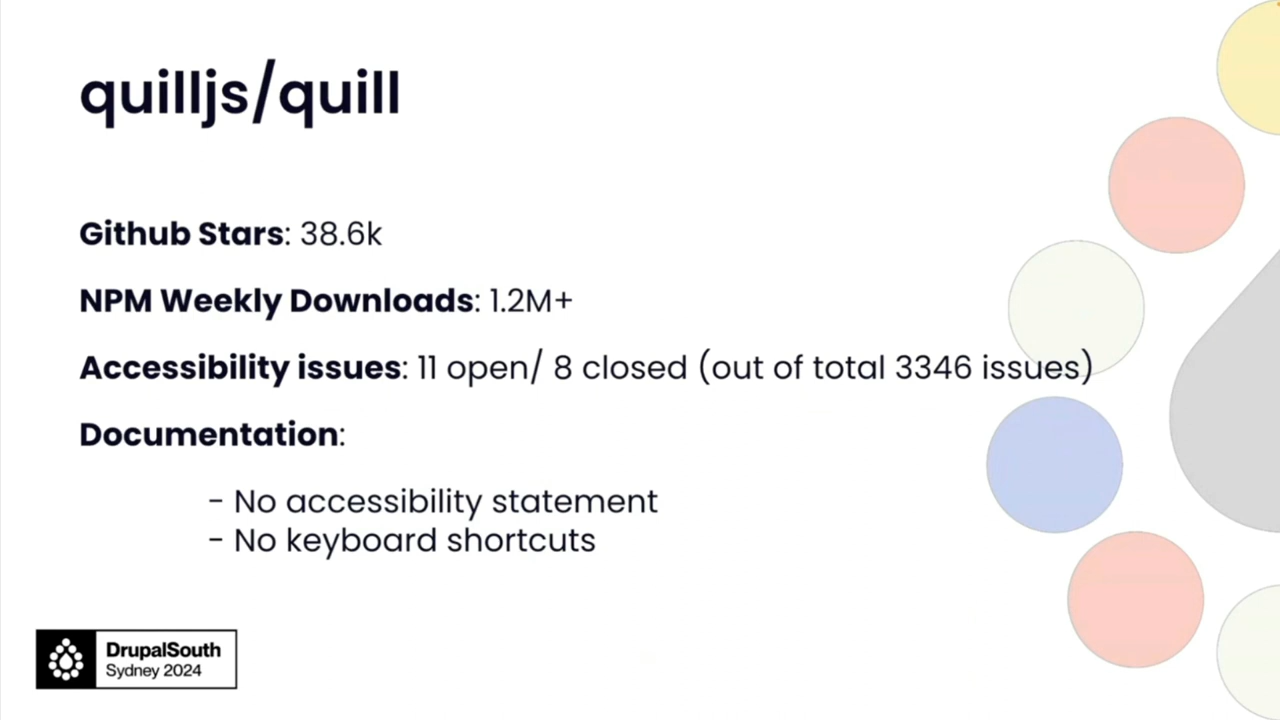 quilljs/quill
Github Stars: 38.6k
NPM Weekly Downloads: 1.2M+
Accessibility issues: 11 open/ 8 closed (out of total 3346 issues)
Documentation:
- No accessibility statement
- No keyboard shortcuts
DrupalSouth
Sydney 2024